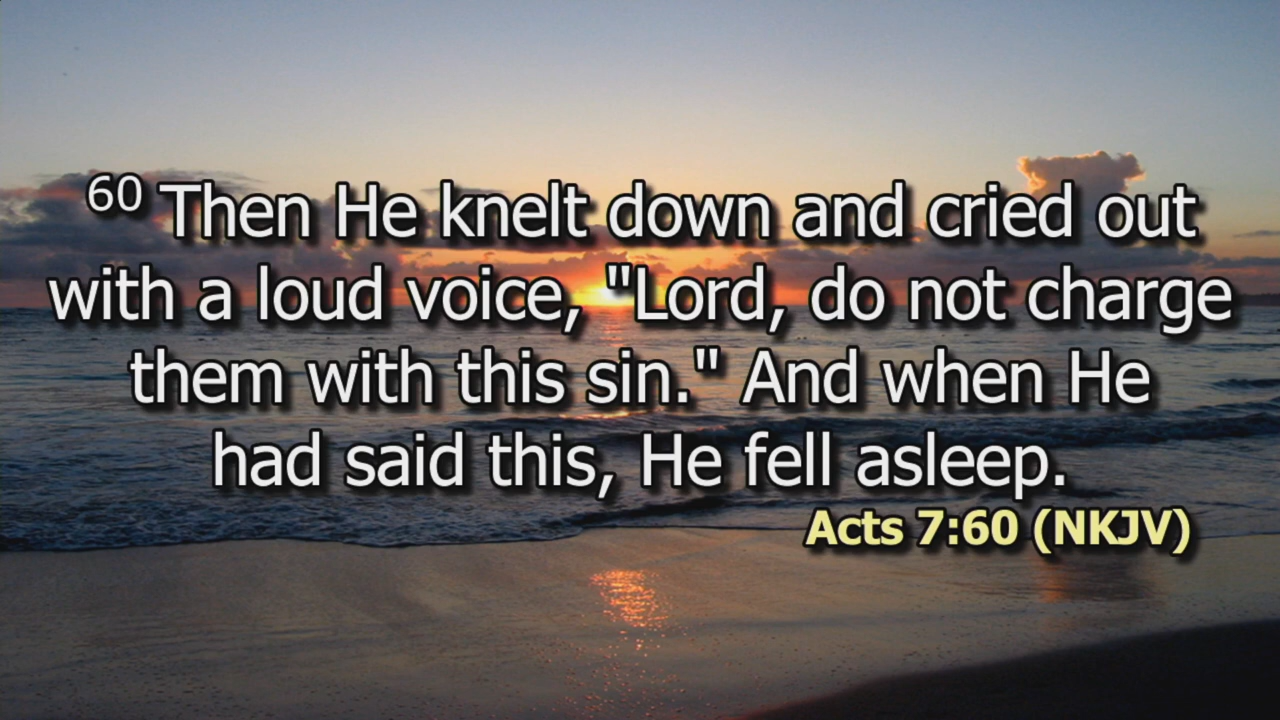 60 Then He knelt down and cried out
with a loud voice, "Lord, do not charge
them with this sin." And when He
had said this, He fell asleep.
Acts 7:60 (NKJV)